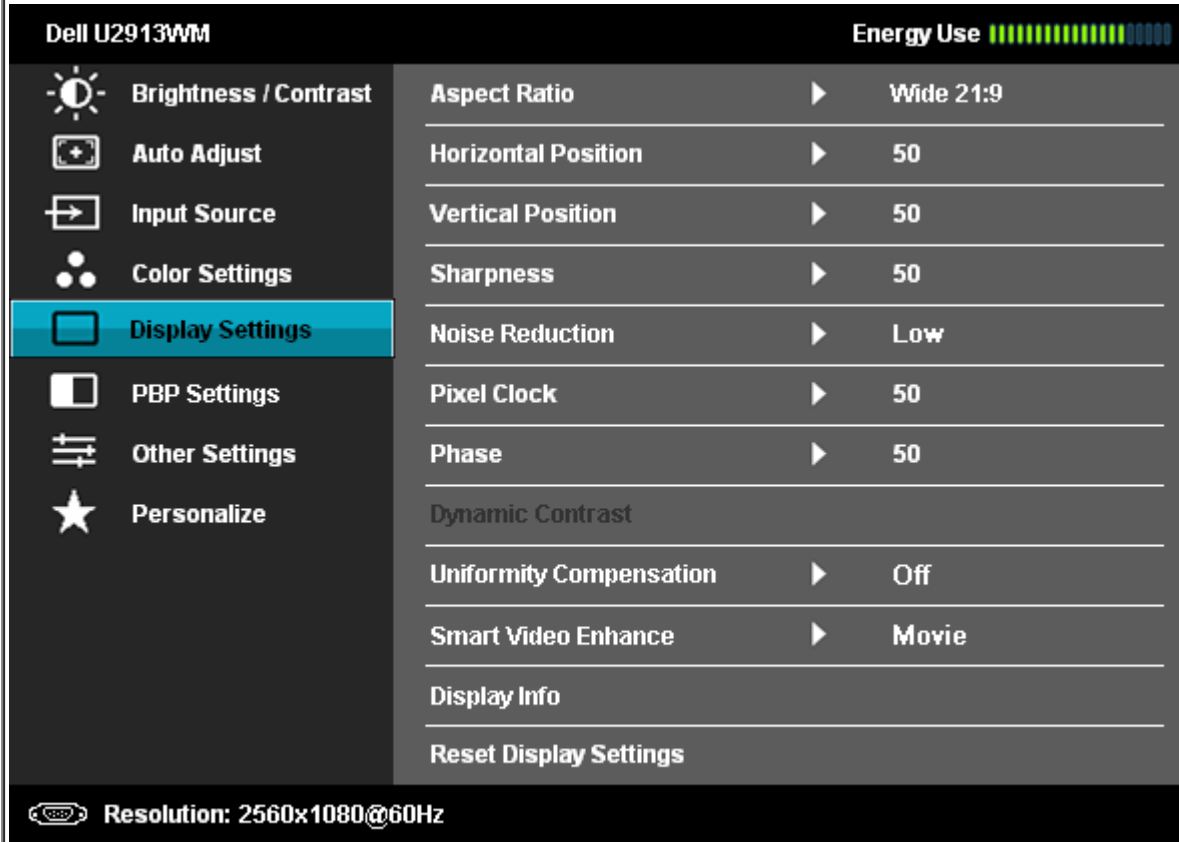 Dell U2913WM Energy Use
Brightness / Contrast
Auto Adjust
Input Source
Color Settings
Display Settings
PBP Settings
Other Settings
Personalize
Aspect Ratio Wide 21:9
Horizontal Position 50
Vertical Position 50
Sharpness 50
Noise Reduction Low
Pixel Clock 50
Phase 50
Dynamic Contrast
Uniformity Compensation Off
Smart Video Enhance Movie
Display Info
Reset Display Settings
Resolution: 2560x1080@60Hz